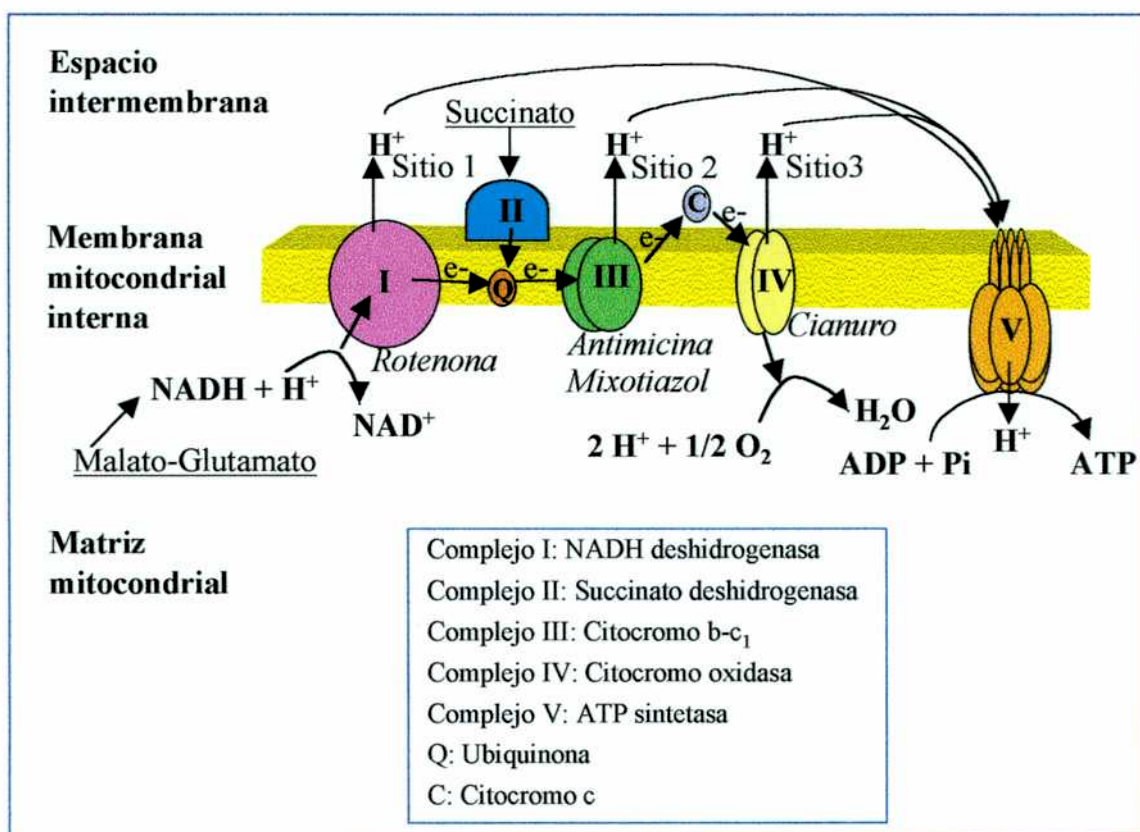 Espacio
intermembrana
Succinato
H⁺
Sitio 1
H⁺
Sitio 2
H⁺
Sitio3
C
II
e-
e-
Membrana
mitocondrial
interna
I
e-
Q
e-
III
IV
V
Rotenona
Antimicina
Mixotiazol
Cianuro
NADH + H⁺
NAD⁺
Malato-Glutamato
2 H⁺ + 1/2 O₂
H₂O
ADP + Pi
H⁺
ATP
Matriz
mitocondrial
Complejo I: NADH deshidrogenasa
Complejo II: Succinato deshidrogenasa
Complejo III: Citocromo b-c₁
Complejo IV: Citocromo oxidasa
Complejo V: ATP sintetasa
Q: Ubiquinona
C: Citocromo c